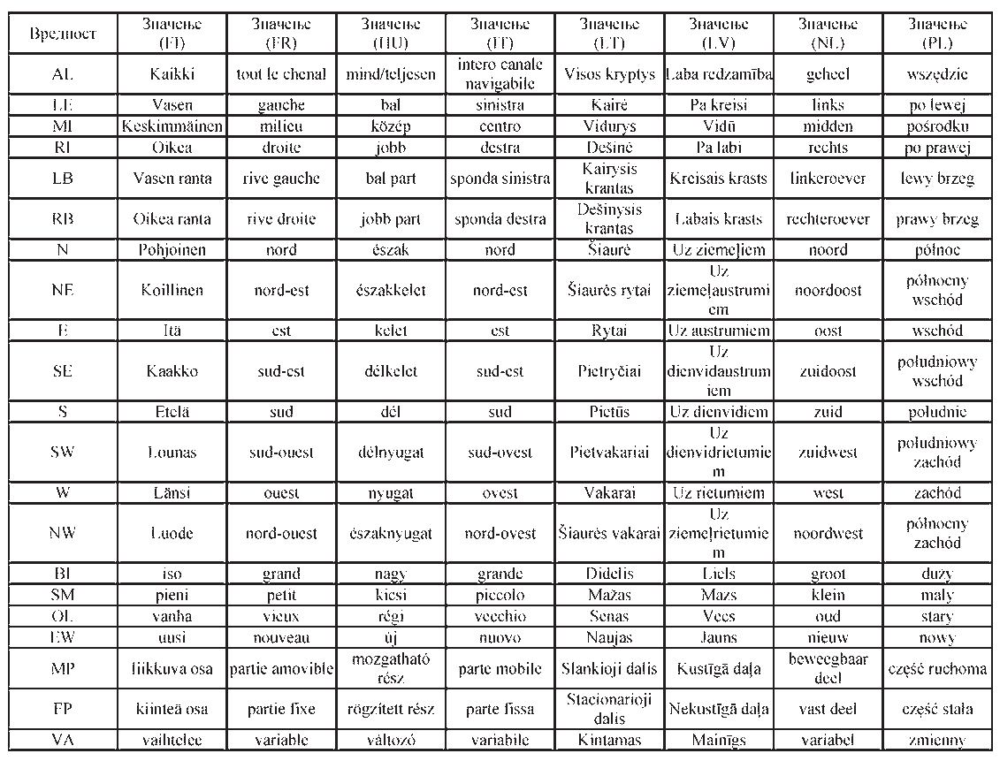 Вредност Значење (FI) Значење (FR) Значење (HU) Значење (IT) Значење (LT) Значење (LV) Значење (NL) Значење (PL)
AL Kaikki tout le chenal mind/teljesen intero canale navigabile Visos kryptys Laba redzamība geheel wszędzie
LE Vasen gauche bal sinistra Kairė Pa kreisi links po lewej
MI Keskimmäinen milieu közép centro Vidurys Vidū midden pośrodku
RI Oikea droite jobb destra Dešinė Pa labi rechts po prawej
LB Vasen ranta rive gauche bal part sponda sinistra Kairysis krantas Kreisais krasts linkeroever lewy brzeg
RB Oikea ranta rive droite jobb part sponda destra Dešinysis krantas Labais krasts rechteroever prawy brzeg
N Pohjoinen nord észak nord Šiaurė Uz ziemeļiem noord północ
NE Koillinen nord-est északkelet nord-est Šiaurės rytai Uz ziemeļaustrumi em noordoost północny wschód
E Itä est kelet est Rytai Uz austrumiem oost wschód
SE Kaakko sud-est délkelet sud-est Pietryčiai Uz dienvidaustrum iem zuidoost południowy wschód
S Etelä sud dél sud Pietūs Uz dienvidiem zuid południe
SW Lounas sud-ouest délnyugat sud-ovest Pietvakariai Uz dienvidrietumie m zuidwest południowy zachód
W Länsi ouest nyugat ovest Vakarai Uz rietumiem west zachód
NW Luode nord-ouest északnyugat nord-ovest Šiaurės vakarai Uz ziemeļrietumie m noordwest północny zachód
BI iso grand nagy grande Didelis Liels groot duży
SM pieni petit kicsi piccolo Mažas Mazs klein mały
OL vanha vieux régi vecchio Senas Vecs oud stary
EW uusi nouveau új nuovo Naujas Jauns nieuw nowy
MP liikkuva osa partie amovible mozgatható rész parte mobile Slankioji dalis Kustīgā daļa beweegbaar deel część ruchoma
FP kiinteä osa partie fixe rögzített rész parte fissa Stacionarioji dalis Nekustīgā daļa vast deel część stała
VA vaihtelee variable változó variabile Kintamas Mainīgs variabel zmienny